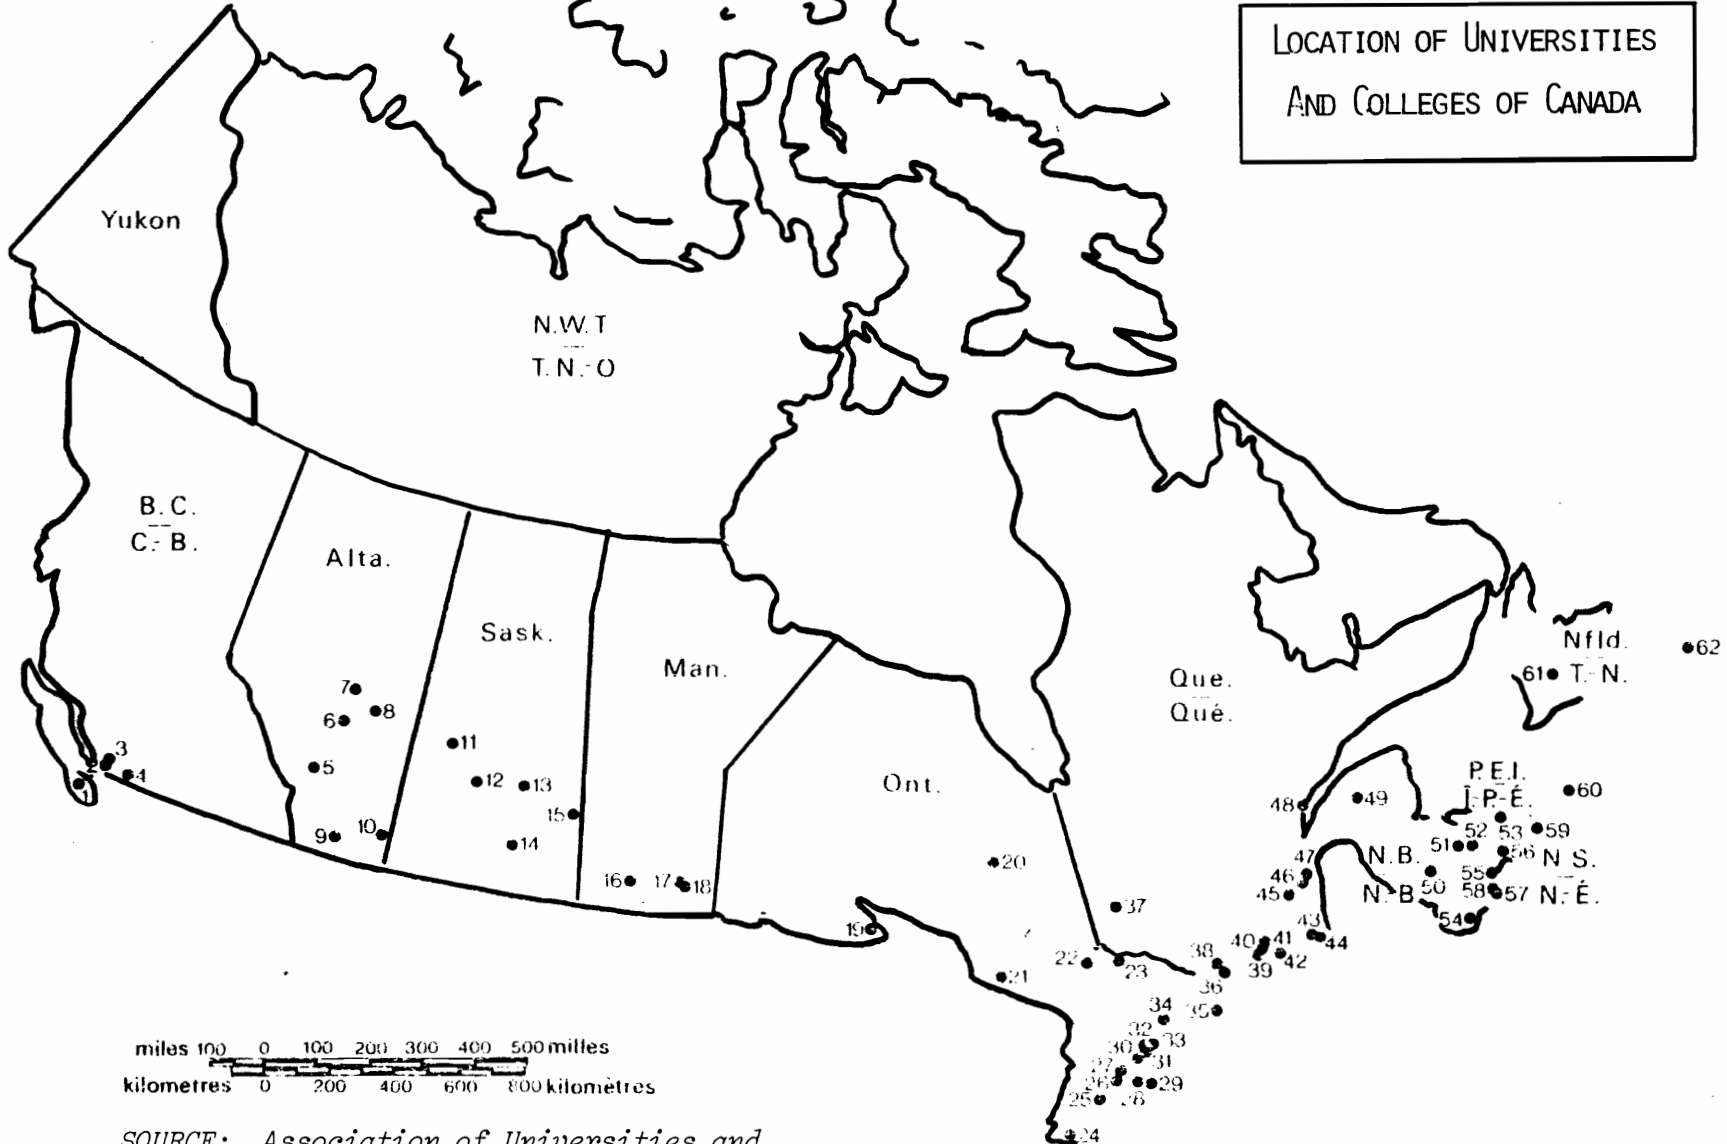 LOCATION OF UNIVERSITIES
AND COLLEGES OF CANADA
Yukon
N.W.T
T.N.-O
B.C.
C.-B.
Alta.
Sask.
Man.
Ont.
Que.
Qué.
Nfld.
T.-N.
P.E.I.
Î-P.-É.
N.B.
N.-B.
N.S.
N.-É.
1
2
3
4
5
6
7
8
9
10
11
12
13
14
15
16
17
18
19
20
21
22
23
24
25
26
27
28
29
30
31
32
33
34
35
36
37
38
39
40
41
42
43
44
45
46
47
48
49
50
51
52
53
54
55
56
57
58
59
60
61
62
miles 100 0 100 200 300 400 500 milles
kilometres 0 200 400 600 800 kilomètres
SOURCE: Association of Universities and